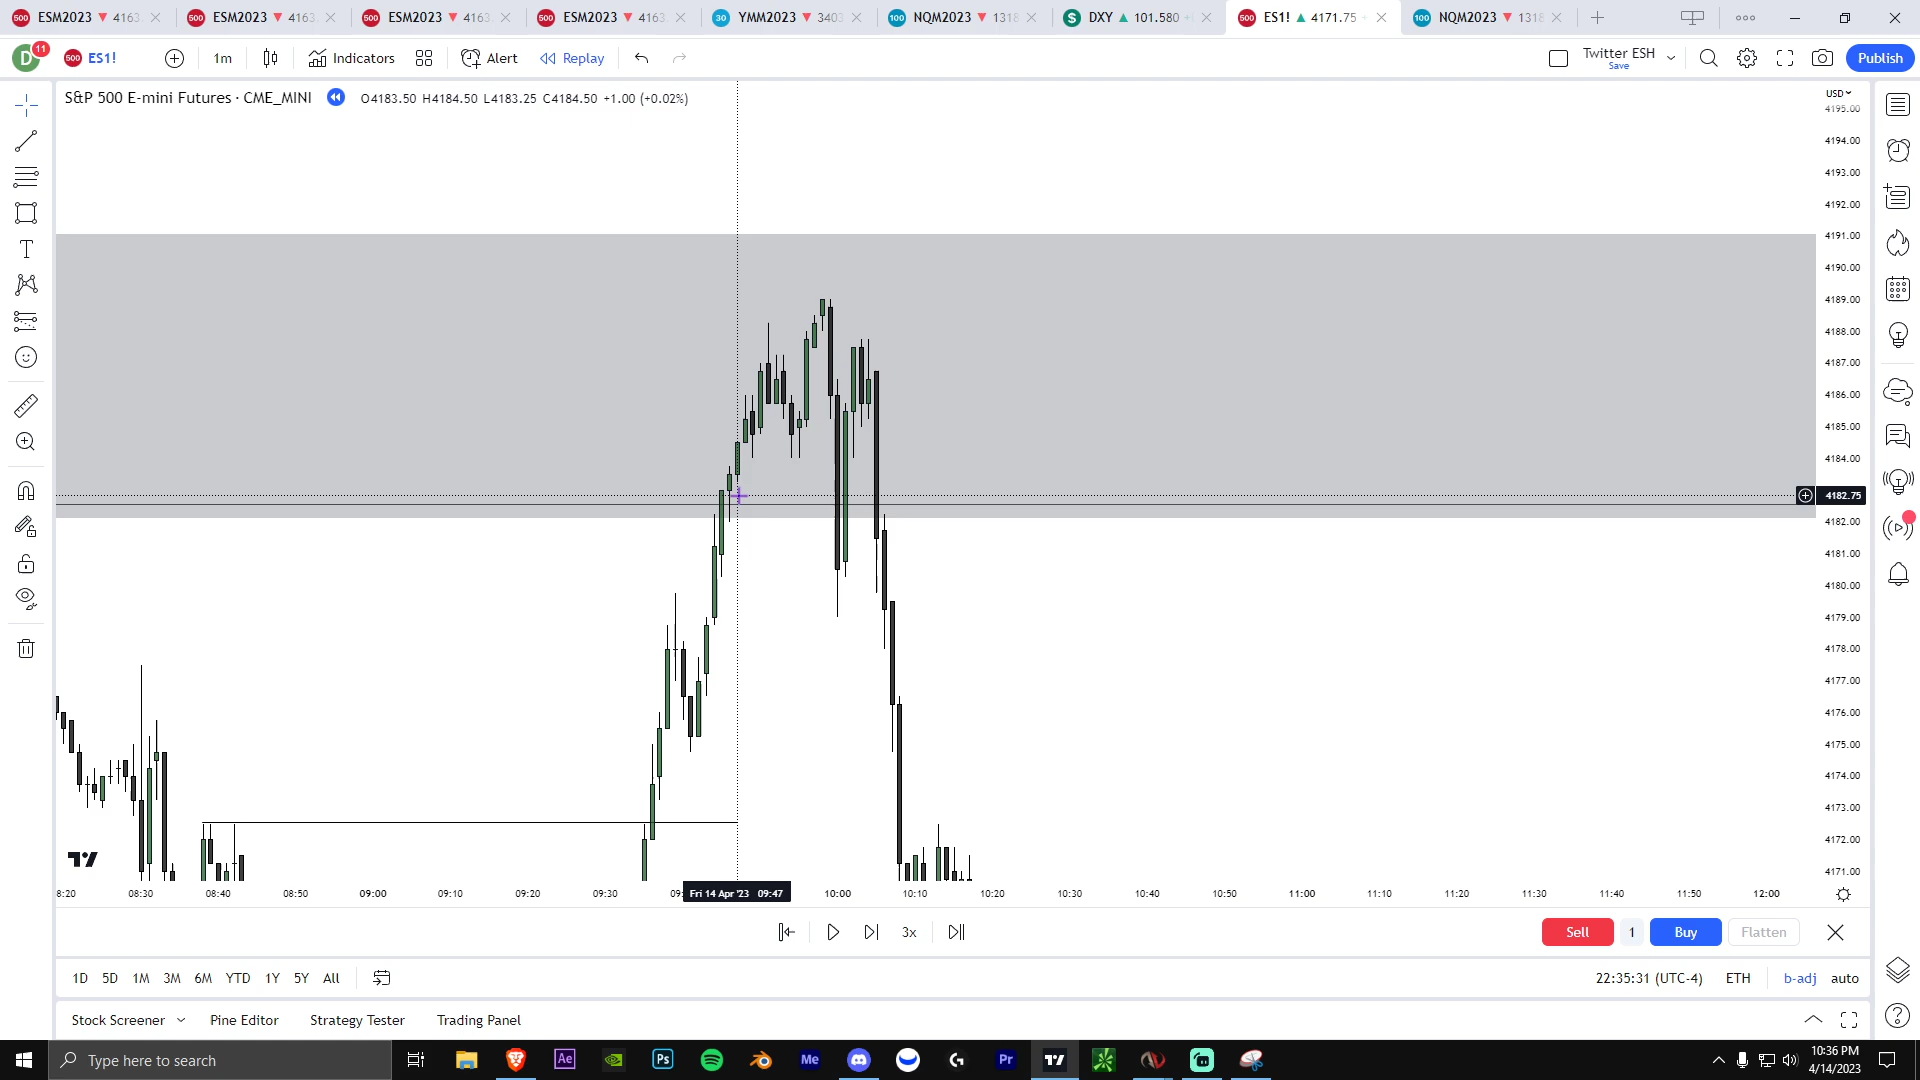 ESM2023 ▼ 4163.
ESM2023 ▼ 4163.
ESM2023 ▼ 4163.
ESM2023 ▼ 4163.
YMM2023 ▼ 3403
NQM2023 ▼ 1318
DXY ▲ 101.580
ES1! ▲ 4171.75
NQM2023 ▼ 1318
D 11
500 ES1!
1m
Indicators
Alert
Replay
Twitter ESH
Save
Publish
S&P 500 E-mini Futures · CME_MINI
O4183.50 H4184.50 L4183.25 C4184.50 +1.00 (+0.02%)
USD
4195.00
4194.00
4193.00
4192.00
4191.00
4190.00
4189.00
4188.00
4187.00
4186.00
4185.00
4184.00
4182.75
4182.00
4181.00
4180.00
4179.00
4178.00
4177.00
4176.00
4175.00
4174.00
4173.00
4172.00
4171.00
8:20 08:30 08:40 08:50 09:00 09:10 09:20 09:30 09: Fri 14 Apr '23 09:47 10:00 10:10 10:20 10:30 10:40 10:50 11:00 11:10 11:20 11:30 11:40 11:50 12:00
3x
Sell 1 Buy Flatten
1D 5D 1M 3M 6M YTD 1Y 5Y All
22:35:31 (UTC-4) ETH b-adj auto
Stock Screener Pine Editor Strategy Tester Trading Panel
Type here to search
Ae
Ps
Me
Pr
10:36 PM
4/14/2023